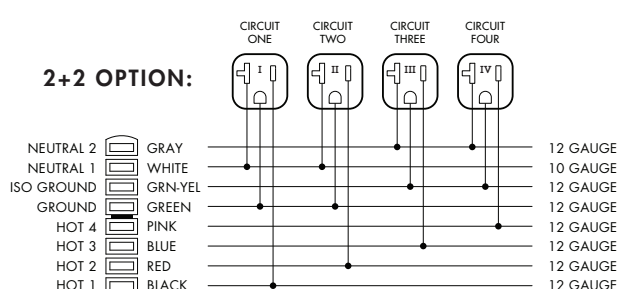 CIRCUIT ONE
CIRCUIT TWO
CIRCUIT THREE
CIRCUIT FOUR
2+2 OPTION:
I II III IV
NEUTRAL 2 GRAY 12 GAUGE
NEUTRAL 1 WHITE 10 GAUGE
ISO GROUND GRN-YEL 12 GAUGE
GROUND GREEN 12 GAUGE
HOT 4 PINK 12 GAUGE
HOT 3 BLUE 12 GAUGE
HOT 2 RED 12 GAUGE
HOT 1 BLACK 12 GAUGE